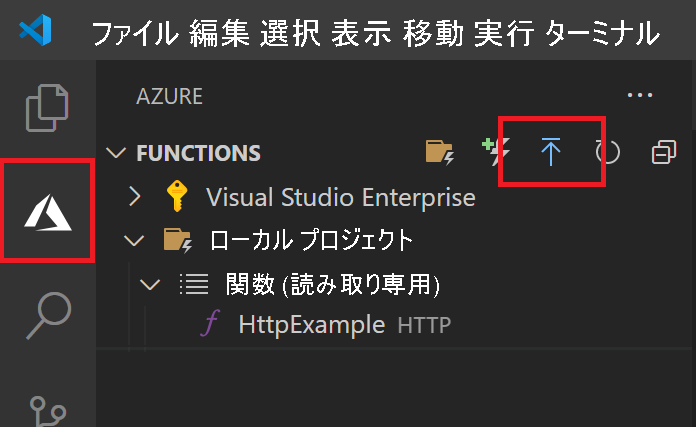 ファイル 編集 選択 表示 移動 実行 ターミナル
AZURE
FUNCTIONS
Visual Studio Enterprise
ローカル プロジェクト
関数 (読み取り専用)
HttpExample HTTP